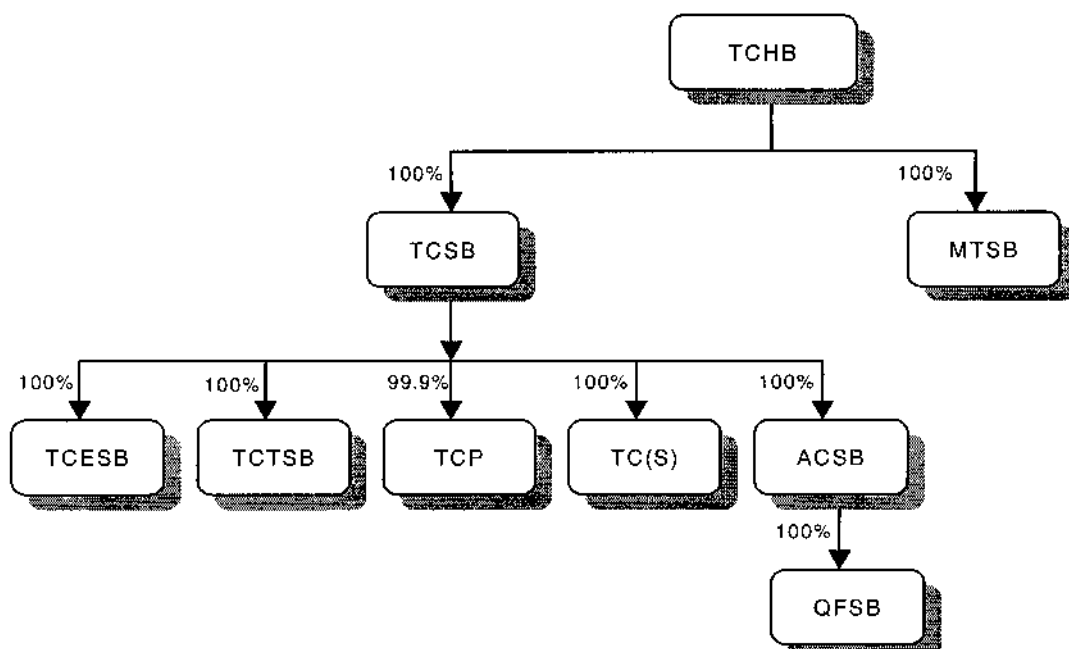 TCHB
100%
100%
TCSB
MTSB
100%
100%
99.9%
100%
100%
TCESB
TCTSB
TCP
TC(S)
ACSB
100%
QFSB